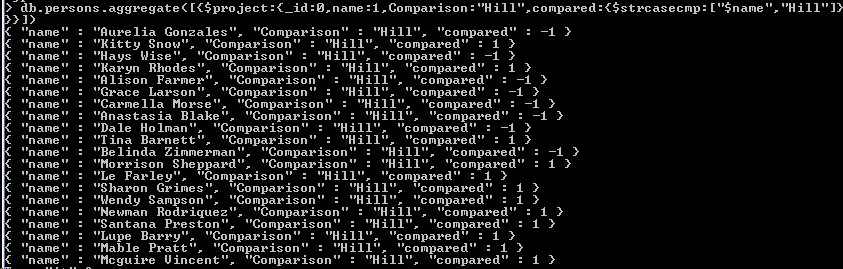 > db.persons.aggregate([{$project:{_id:0,name:1,Comparison:"Hill",compared:{$strcasecmp:["$name","Hill"]}
}}])
{ "name" : "Aurelia Gonzales", "Comparison" : "Hill", "compared" : -1 }
{ "name" : "Kitty Snow", "Comparison" : "Hill", "compared" : 1 }
{ "name" : "Hays Wise", "Comparison" : "Hill", "compared" : -1 }
{ "name" : "Karyn Rhodes", "Comparison" : "Hill", "compared" : 1 }
{ "name" : "Alison Farmer", "Comparison" : "Hill", "compared" : -1 }
{ "name" : "Grace Larson", "Comparison" : "Hill", "compared" : -1 }
{ "name" : "Carmella Morse", "Comparison" : "Hill", "compared" : -1 }
{ "name" : "Anastasia Blake", "Comparison" : "Hill", "compared" : -1 }
{ "name" : "Dale Holman", "Comparison" : "Hill", "compared" : -1 }
{ "name" : "Tina Barnett", "Comparison" : "Hill", "compared" : 1 }
{ "name" : "Belinda Zimmerman", "Comparison" : "Hill", "compared" : -1 }
{ "name" : "Morrison Sheppard", "Comparison" : "Hill", "compared" : 1 }
{ "name" : "Le Farley", "Comparison" : "Hill", "compared" : 1 }
{ "name" : "Sharon Grimes", "Comparison" : "Hill", "compared" : 1 }
{ "name" : "Wendy Sampson", "Comparison" : "Hill", "compared" : 1 }
{ "name" : "Newman Rodriquez", "Comparison" : "Hill", "compared" : 1 }
{ "name" : "Santana Preston", "Comparison" : "Hill", "compared" : 1 }
{ "name" : "Lupe Barry", "Comparison" : "Hill", "compared" : 1 }
{ "name" : "Mable Pratt", "Comparison" : "Hill", "compared" : 1 }
{ "name" : "Mcguire Vincent", "Comparison" : "Hill", "compared" : 1 }